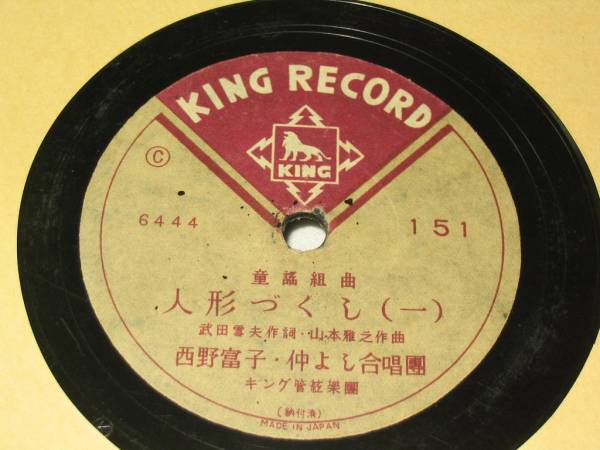 KING RECORD
KING
Ⓒ
6444
151
童謠組曲
人形づくし(一)
武田雪夫作詞・山本雅之作曲
西野富子・仲よし合唱團
キング管絃樂團
(納付済)
MADE IN JAPAN